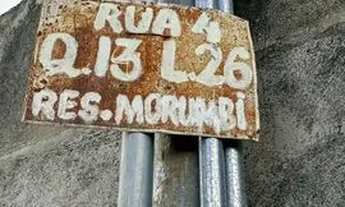 RUA 4
Q.13 L.26
RES. MORUMBi